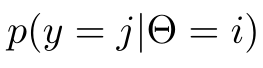 p(y = j|Θ = i)